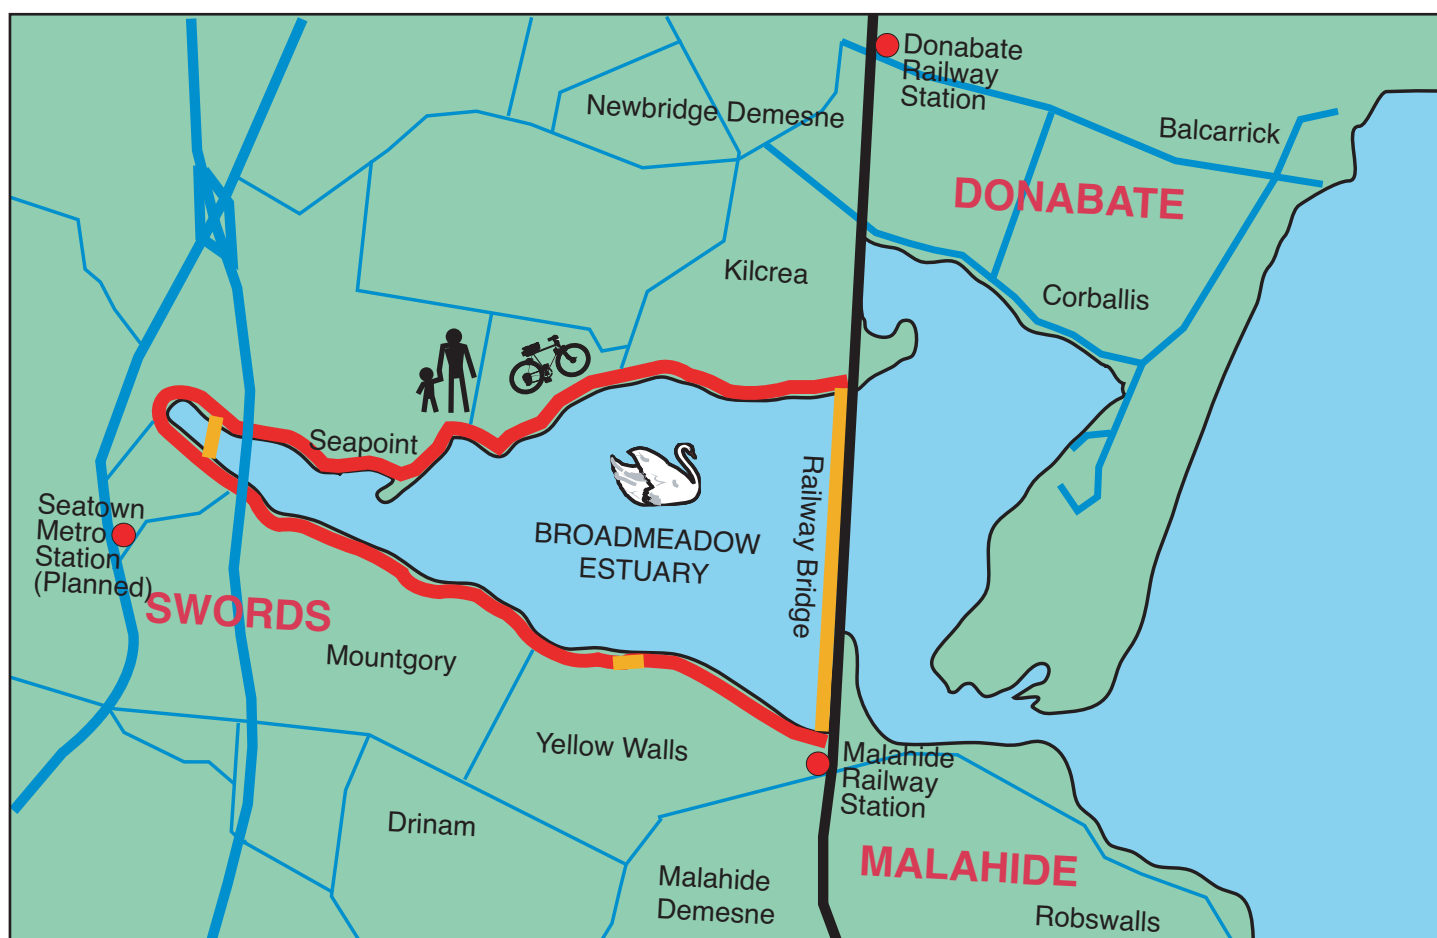 Donabate
Railway
Station
Newbridge Demesne
Balcarrick
DONABATE
Kilcrea
Corballis
Seapoint
Seatown
Metro
Station
(Planned)
BROADMEADOW
ESTUARY
Railway Bridge
SWORDS
Mountgory
Yellow Walls
Malahide
Railway
Station
Drinam
MALAHIDE
Malahide
Demesne
Robswalls